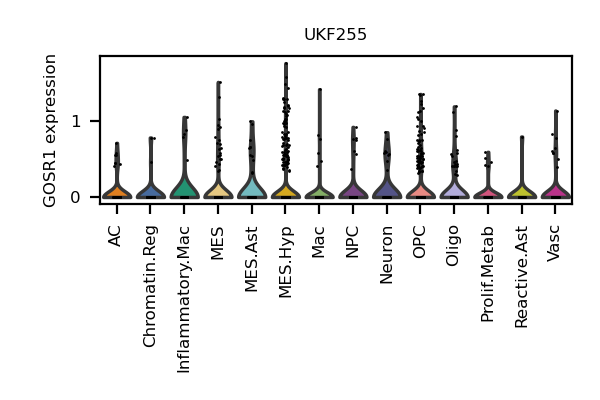 UKF255
GOSR1 expression
1
0
AC
Chromatin.Reg
Inflammatory.Mac
MES
MES.Ast
MES.Hyp
Mac
NPC
Neuron
OPC
Oligo
Prolif.Metab
Reactive.Ast
Vasc